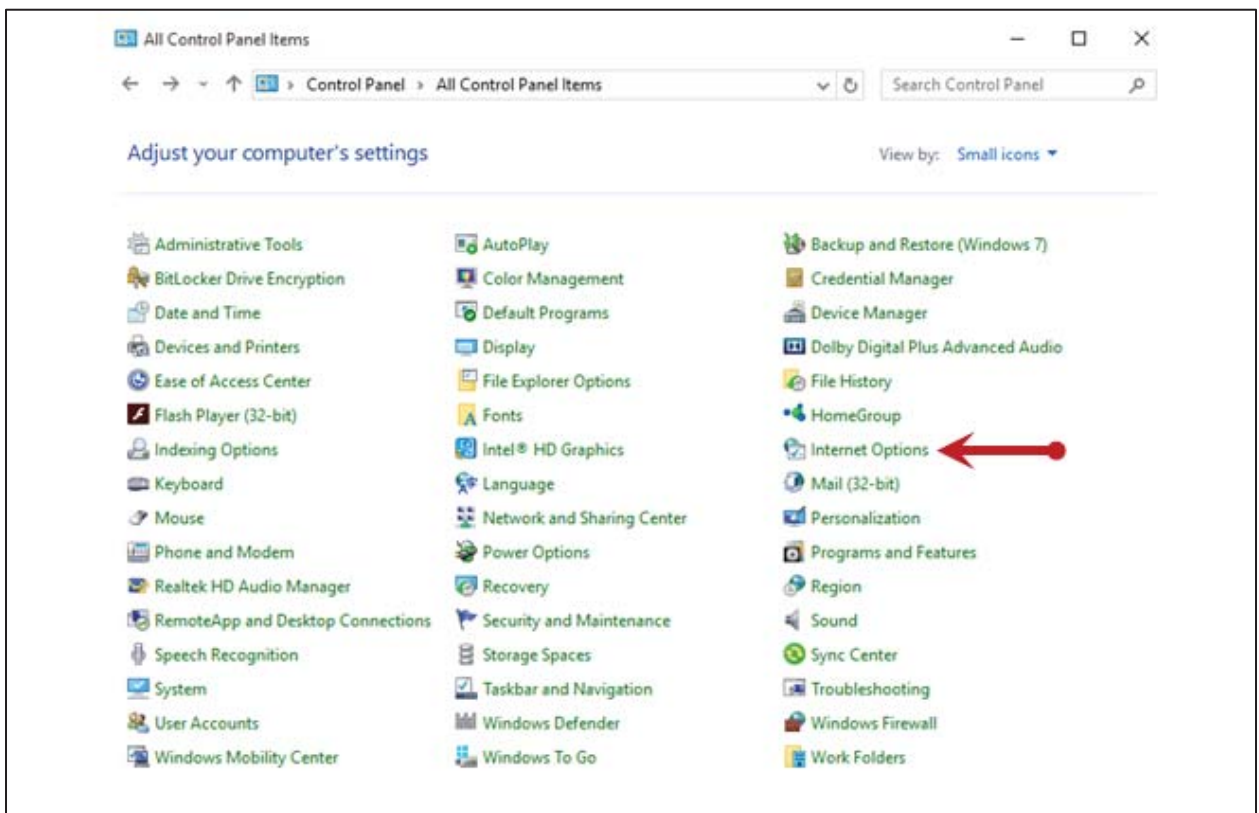 All Control Panel Items
Control Panel > All Control Panel Items Search Control Panel
Adjust your computer's settings View by: Small icons
Administrative Tools AutoPlay Backup and Restore (Windows 7)
BitLocker Drive Encryption Color Management Credential Manager
Date and Time Default Programs Device Manager
Devices and Printers Display Dolby Digital Plus Advanced Audio
Ease of Access Center File Explorer Options File History
Flash Player (32-bit) Fonts HomeGroup
Indexing Options Intel® HD Graphics Internet Options
Keyboard Language Mail (32-bit)
Mouse Network and Sharing Center Personalization
Phone and Modem Power Options Programs and Features
Realtek HD Audio Manager Recovery Region
RemoteApp and Desktop Connections Security and Maintenance Sound
Speech Recognition Storage Spaces Sync Center
System Taskbar and Navigation Troubleshooting
User Accounts Windows Defender Windows Firewall
Windows Mobility Center Windows To Go Work Folders